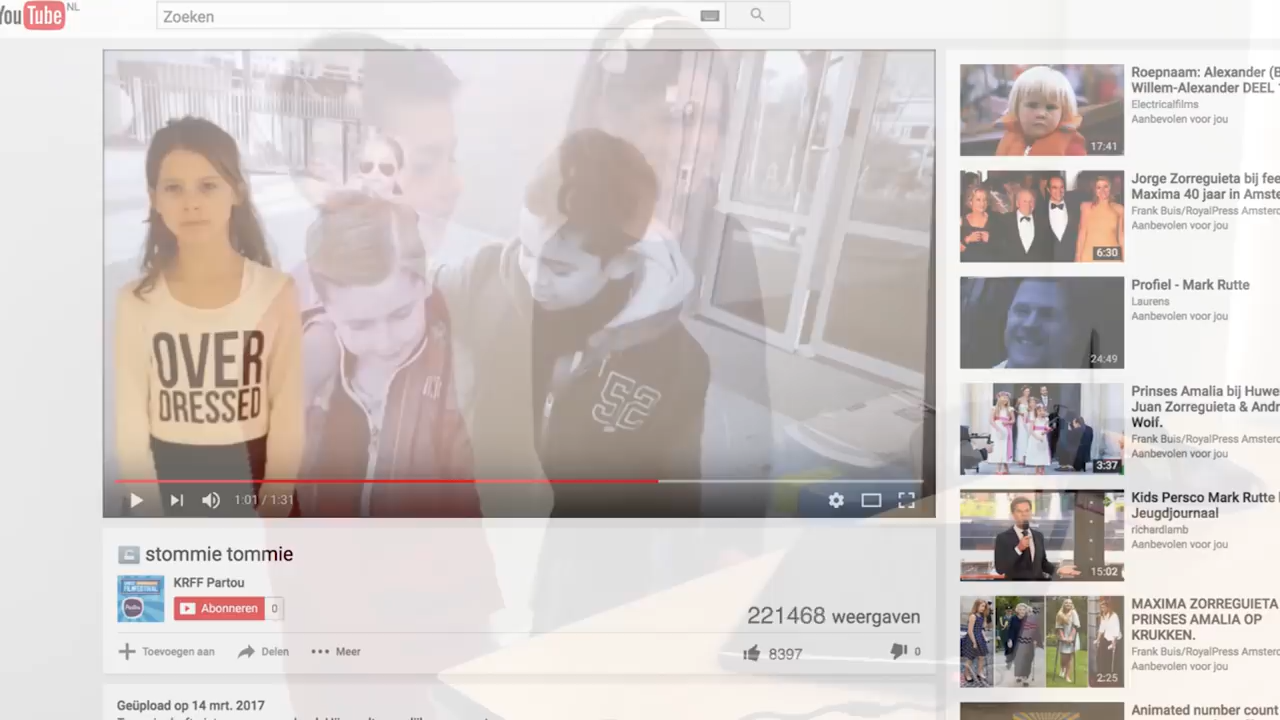 YouTube NL
Zoeken
OVER
DRESSED
52
1:01 / 1:31
stommie tommie
KRFF Partou
Abonneren 0
221468 weergaven
Toevoegen aan Delen Meer
8397 0
Geüpload op 14 mrt. 2017
Roepnaam: Alexander (B
Willem-Alexander DEEL
Electricalfilms
Aanbevolen voor jou
17:41
Jorge Zorreguieta bij fee
Maxima 40 jaar in Amste
Frank Buis/RoyalPress Amsterd
Aanbevolen voor jou
6:30
Profiel - Mark Rutte
Laurens
Aanbevolen voor jou
24:49
Prinses Amalia bij Huwe
Juan Zorreguieta & Andr
Wolf.
Frank Buis/RoyalPress Amsterd
Aanbevolen voor jou
3:37
Kids Persco Mark Rutte
Jeugdjournaal
richardlamb
Aanbevolen voor jou
15:02
MAXIMA ZORREGUIETA
PRINSES AMALIA OP
KRUKKEN.
Frank Buis/RoyalPress Amsterd
Aanbevolen voor jou
2:25
Animated number count